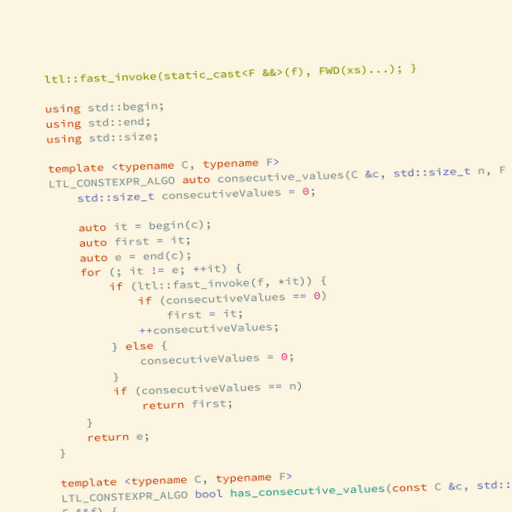 ltl::fast_invoke(static_cast<F &&>(f), FWD(xs)...); }
using std::begin;
using std::end;
using std::size;
template <typename C, typename F>
LTL_CONSTEXPR_ALGO auto consecutive_values(C &c, std::size_t n, F
std::size_t consecutiveValues = 0;
auto it = begin(c);
auto first = it;
auto e = end(c);
for (; it != e; ++it) {
if (ltl::fast_invoke(f, *it)) {
if (consecutiveValues == 0)
first = it;
++consecutiveValues;
} else {
consecutiveValues = 0;
}
if (consecutiveValues == n)
return first;
}
return e;
}
template <typename C, typename F>
LTL_CONSTEXPR_ALGO bool has_consecutive_values(const C &c, std::
F &&f) {